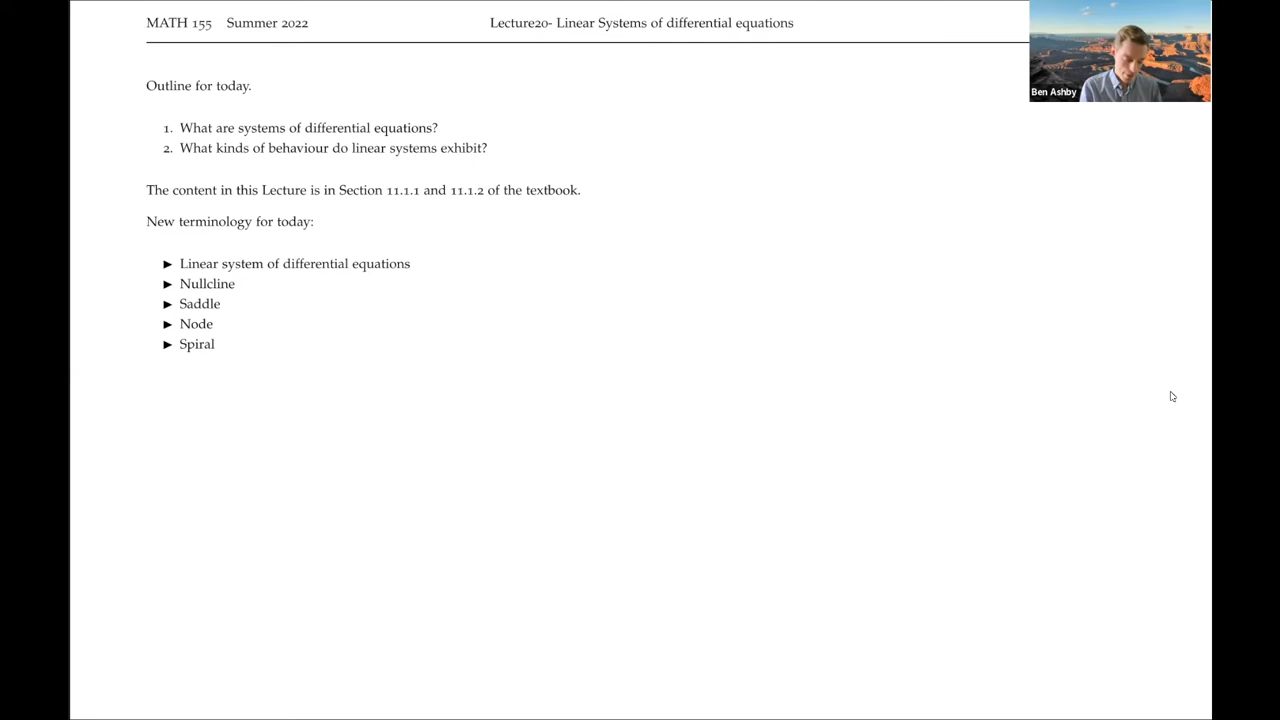 MATH 155 Summer 2022 Lecture20- Linear Systems of differential equations
Ben Ashby
Outline for today.
1. What are systems of differential equations?
2. What kinds of behaviour do linear systems exhibit?
The content in this Lecture is in Section 11.1.1 and 11.1.2 of the textbook.
New terminology for today:
▶ Linear system of differential equations
▶ Nullcline
▶ Saddle
▶ Node
▶ Spiral